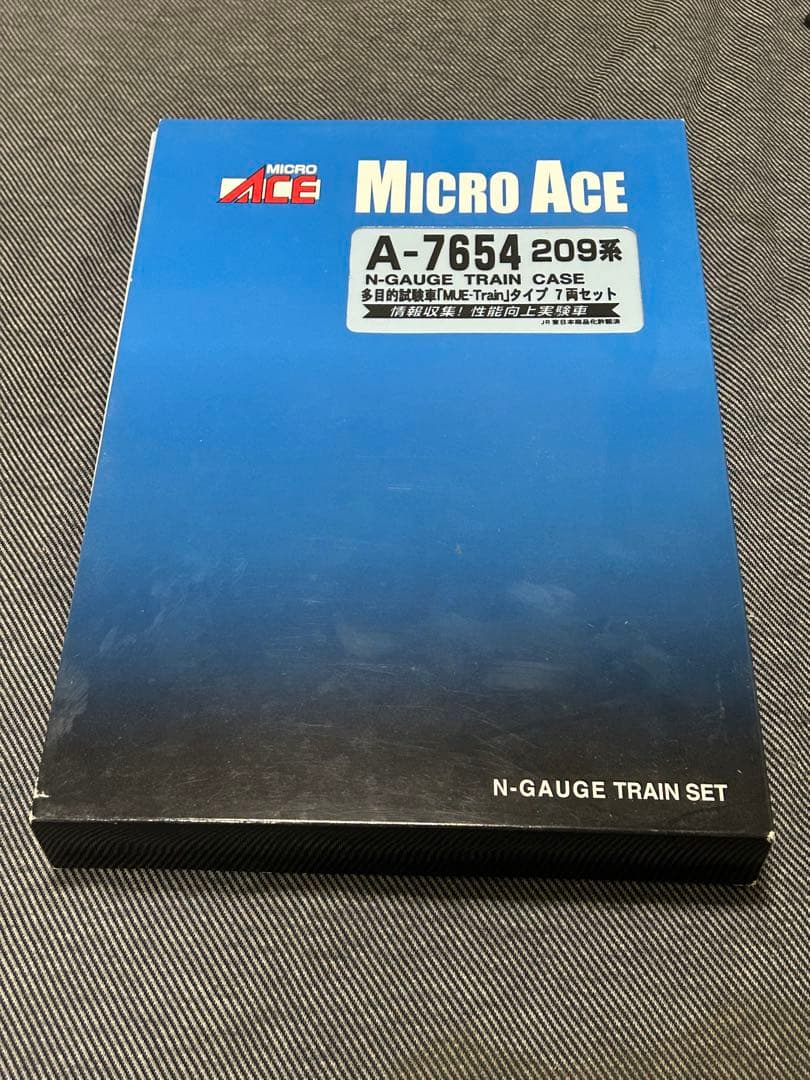 MICRO
ACE
MICRO ACE
A-7654 209系
N-GAUGE TRAIN CASE
多目的試験車「MUE-Train」タイプ 7両セット
情報収集! 性能向上実験車
JR東日本商品化許諾済
N-GAUGE TRAIN SET